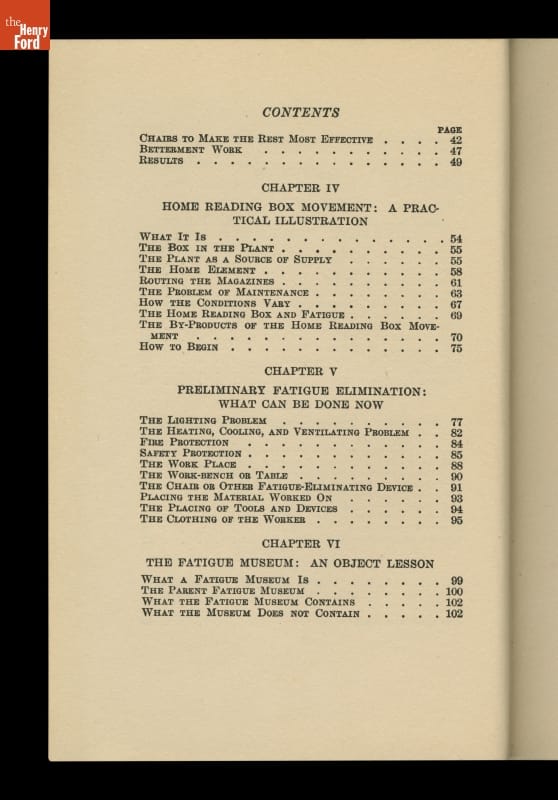 the
Henry
Ford
CONTENTS
PAGE
Chairs to Make the Rest Most Effective . . . . 42
Betterment Work . . . . . . . . . . . 47
Results . . . . . . . . . . . . . . . 49
CHAPTER IV
HOME READING BOX MOVEMENT: A PRAC-
TICAL ILLUSTRATION
What It Is . . . . . . . . . . . . . . 54
The Box in the Plant . . . . . . . . . . 55
The Plant as a Source of Supply . . . . . . 55
The Home Element . . . . . . . . . . . 58
Routing the Magazines . . . . . . . . . . 61
The Problem of Maintenance . . . . . . . . 63
How the Conditions Vary . . . . . . . . . 67
The Home Reading Box and Fatigue . . . . . . 69
The By-Products of the Home Reading Box Move-
ment . . . . . . . . . . . . . . . 70
How to Begin . . . . . . . . . . . . . 75
CHAPTER V
PRELIMINARY FATIGUE ELIMINATION:
WHAT CAN BE DONE NOW
The Lighting Problem . . . . . . . . . . 77
The Heating, Cooling, and Ventilating Problem . . 82
Fire Protection . . . . . . . . . . . . 84
Safety Protection . . . . . . . . . . . . 85
The Work Place . . . . . . . . . . . . 88
The Work-bench or Table . . . . . . . . . 90
The Chair or Other Fatigue-Eliminating Device . . 91
Placing the Material Worked On . . . . . . 93
The Placing of Tools and Devices . . . . . . 94
The Clothing of the Worker . . . . . . . . 95
CHAPTER VI
THE FATIGUE MUSEUM: AN OBJECT LESSON
What a Fatigue Museum Is . . . . . . . . 99
The Parent Fatigue Museum . . . . . . . . 100
What the Fatigue Museum Contains . . . . . 102
What the Museum Does not Contain . . . . . 102